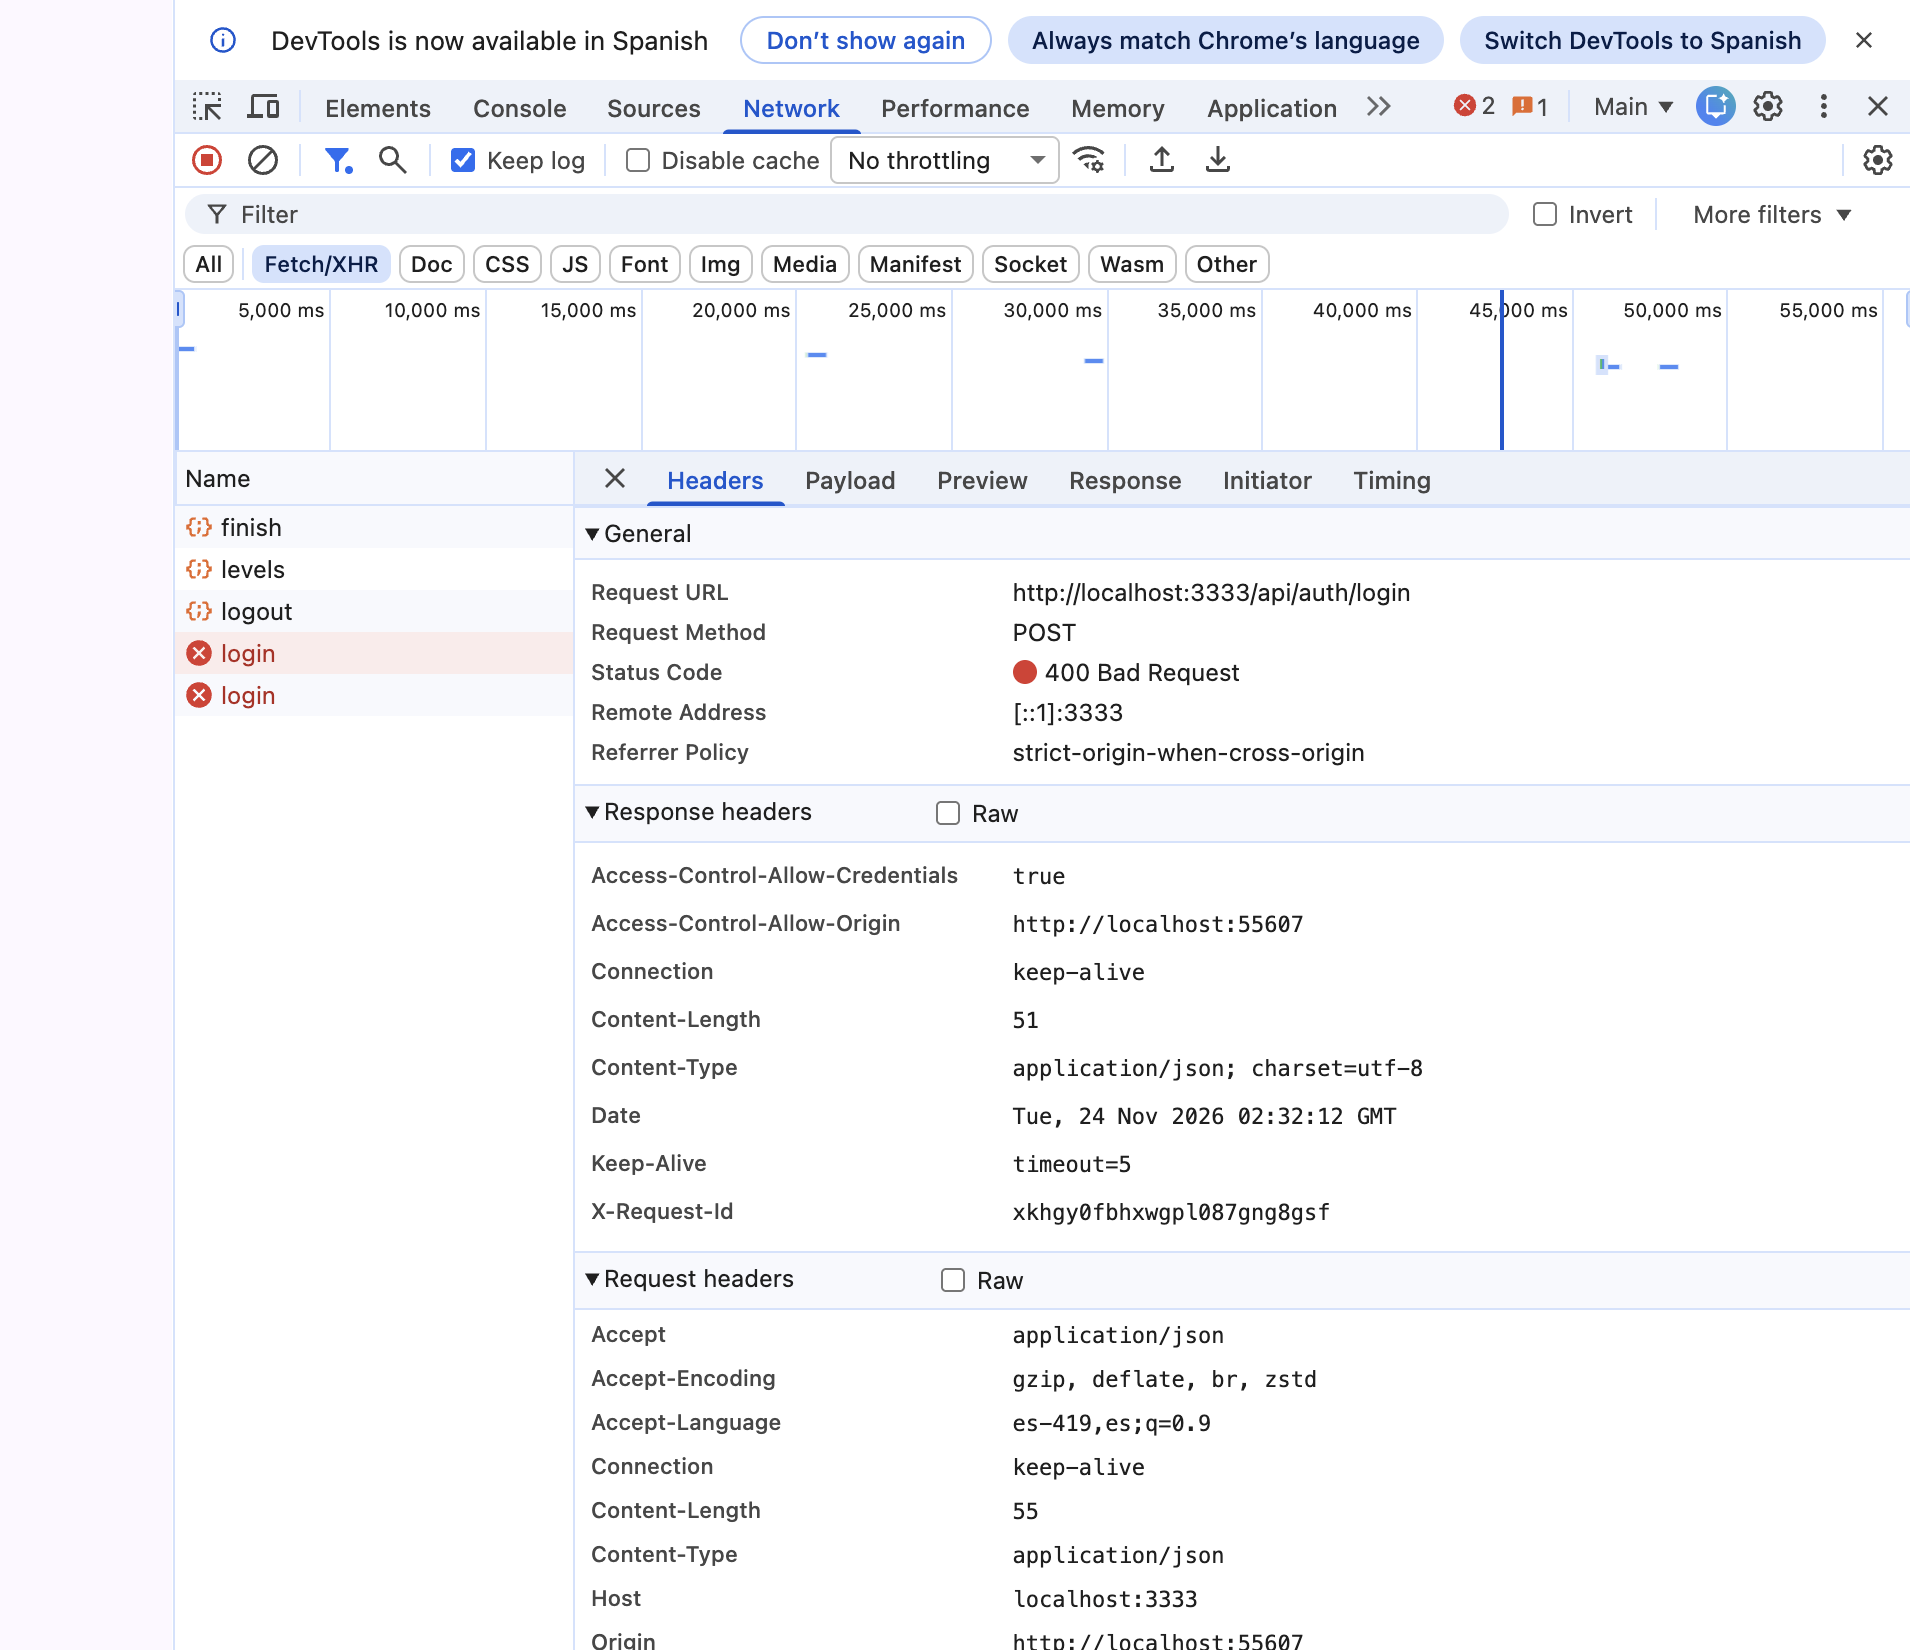 DevTools is now available in Spanish Don't show again Always match Chrome's language Switch DevTools to Spanish
Elements Console Sources Network Performance Memory Application 2 1 Main
Keep log Disable cache No throttling
Filter Invert More filters
All Fetch/XHR Doc CSS JS Font Img Media Manifest Socket Wasm Other
5,000 ms 10,000 ms 15,000 ms 20,000 ms 25,000 ms 30,000 ms 35,000 ms 40,000 ms 45,000 ms 50,000 ms 55,000 ms
Name
finish
levels
logout
login
login
Headers Payload Preview Response Initiator Timing
General
Request URL http://localhost:3333/api/auth/login
Request Method POST
Status Code 400 Bad Request
Remote Address [::1]:3333
Referrer Policy strict-origin-when-cross-origin
Response headers Raw
Access-Control-Allow-Credentials true
Access-Control-Allow-Origin http://localhost:55607
Connection keep-alive
Content-Length 51
Content-Type application/json; charset=utf-8
Date Tue, 24 Nov 2026 02:32:12 GMT
Keep-Alive timeout=5
X-Request-Id xkhgy0fbhxwgpl087gng8gsf
Request headers Raw
Accept application/json
Accept-Encoding gzip, deflate, br, zstd
Accept-Language es-419,es;q=0.9
Connection keep-alive
Content-Length 55
Content-Type application/json
Host localhost:3333
Origin http://localhost:55607